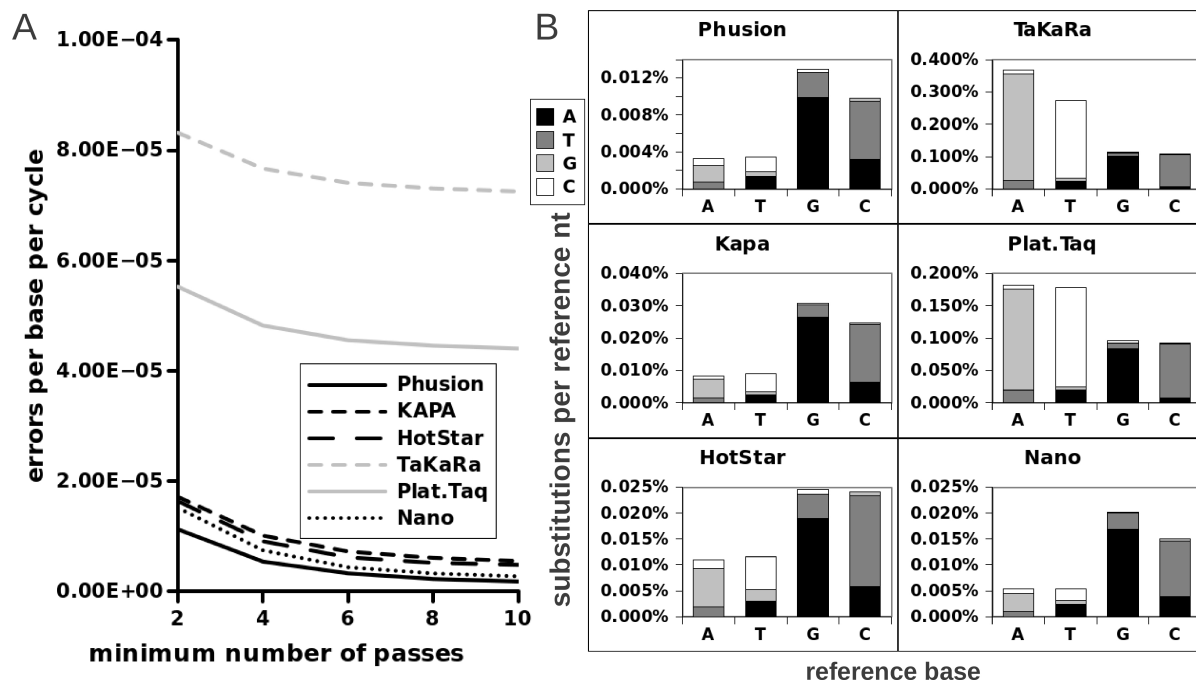 A
1.00E−04
8.00E−05
6.00E−05
4.00E−05
2.00E−05
0.00E+00
errors per base per cycle
2 4 6 8 10
minimum number of passes
Phusion
KAPA
HotStar
TaKaRa
Plat.Taq
Nano
B
A
T
G
C
substitutions per reference nt
Phusion
0.012%
0.008%
0.004%
0.000%
A T G C
TaKaRa
0.400%
0.300%
0.200%
0.100%
0.000%
A T G C
Kapa
0.040%
0.030%
0.020%
0.010%
0.000%
A T G C
Plat.Taq
0.200%
0.150%
0.100%
0.050%
0.000%
A T G C
HotStar
0.025%
0.020%
0.015%
0.010%
0.005%
0.000%
A T G C
Nano
0.025%
0.020%
0.015%
0.010%
0.005%
0.000%
A T G C
reference base